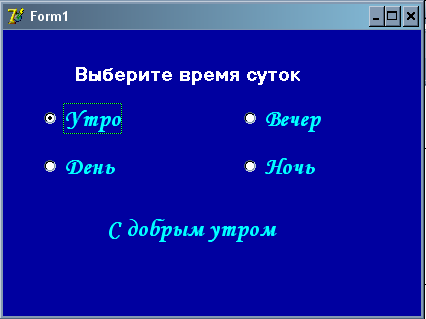 Form1
Выберите время суток
Утро Вечер
День Ночь
С добрым утром